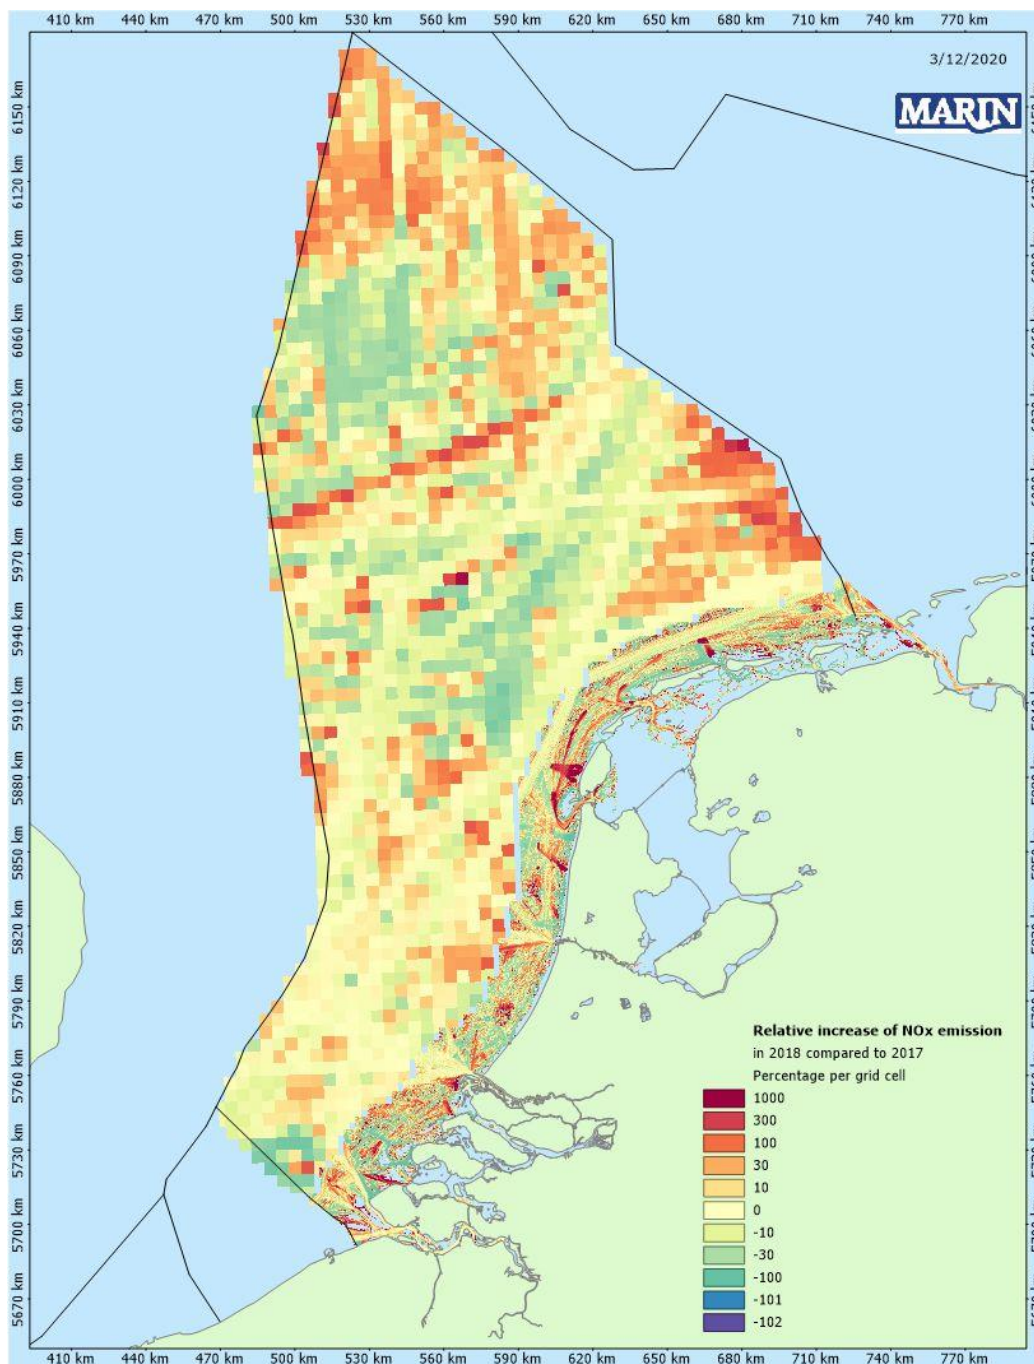 410 km 440 km 470 km 500 km 530 km 560 km 590 km 620 km 650 km 680 km 710 km 740 km 770 km
3/12/2020
MARIN
6150 km
6120 km
6090 km
6060 km
6030 km
6000 km
5970 km
5940 km
5910 km
5880 km
5850 km
5820 km
5790 km
5760 km
5730 km
5700 km
5670 km
Relative increase of NOx emission
in 2018 compared to 2017
Percentage per grid cell
1000
300
100
30
10
0
-10
-30
-100
-101
-102
410 km 440 km 470 km 500 km 530 km 560 km 590 km 620 km 650 km 680 km 710 km 740 km 770 km